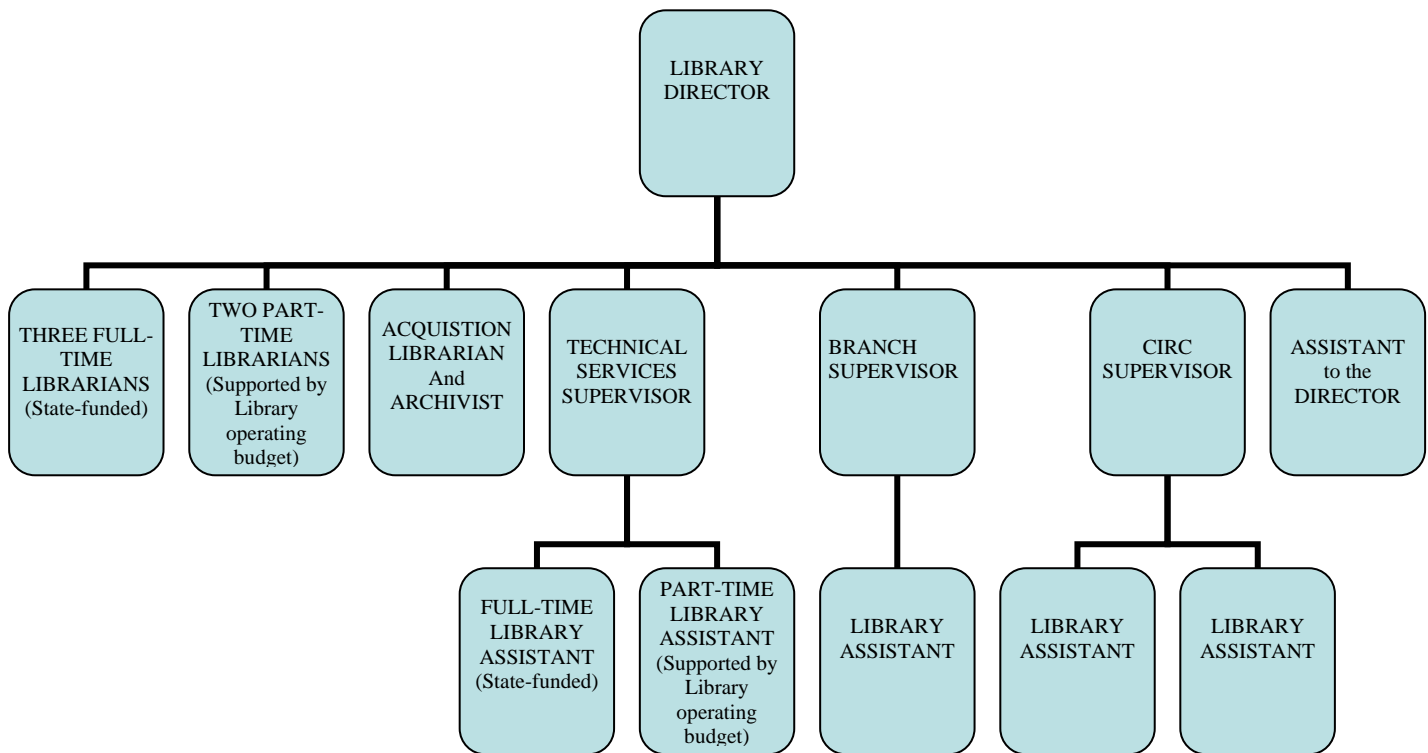 LIBRARY
DIRECTOR
THREE FULL-
TIME
LIBRARIANS
(State-funded)
TWO PART-
TIME
LIBRARIANS
(Supported by
Library
operating
budget)
ACQUISTION
LIBRARIAN
And
ARCHIVIST
TECHNICAL
SERVICES
SUPERVISOR
BRANCH
SUPERVISOR
CIRC
SUPERVISOR
ASSISTANT
to the
DIRECTOR
FULL-TIME
LIBRARY
ASSISTANT
(State-funded)
PART-TIME
LIBRARY
ASSISTANT
(Supported by
Library
operating
budget)
LIBRARY
ASSISTANT
LIBRARY
ASSISTANT
LIBRARY
ASSISTANT